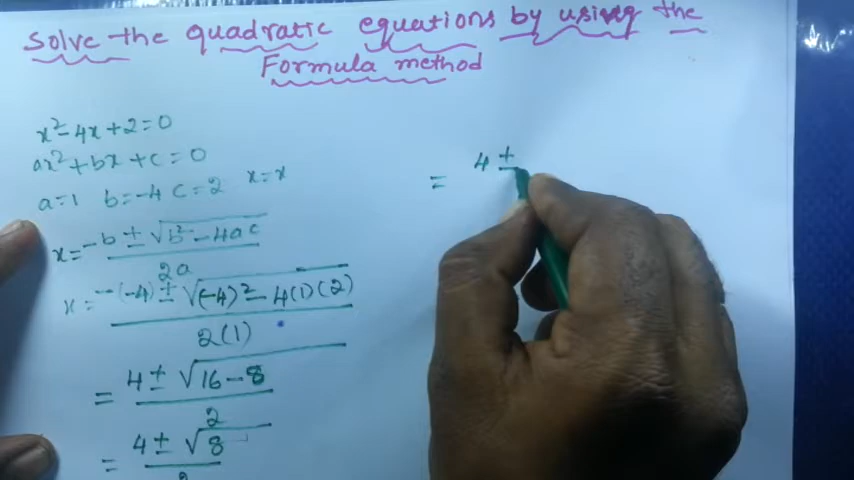 Solve the quadratic equations by using the
Formula method
x²-4x+2=0
ax²+bx+c=0
a=1 b=-4 c=2 x=x
x=-b±√b²-4ac
2a
x=-(-4)±√(-4)²-4(1)(2)
2(1)
=4±√16-8
2
=4±√8
2
=4±